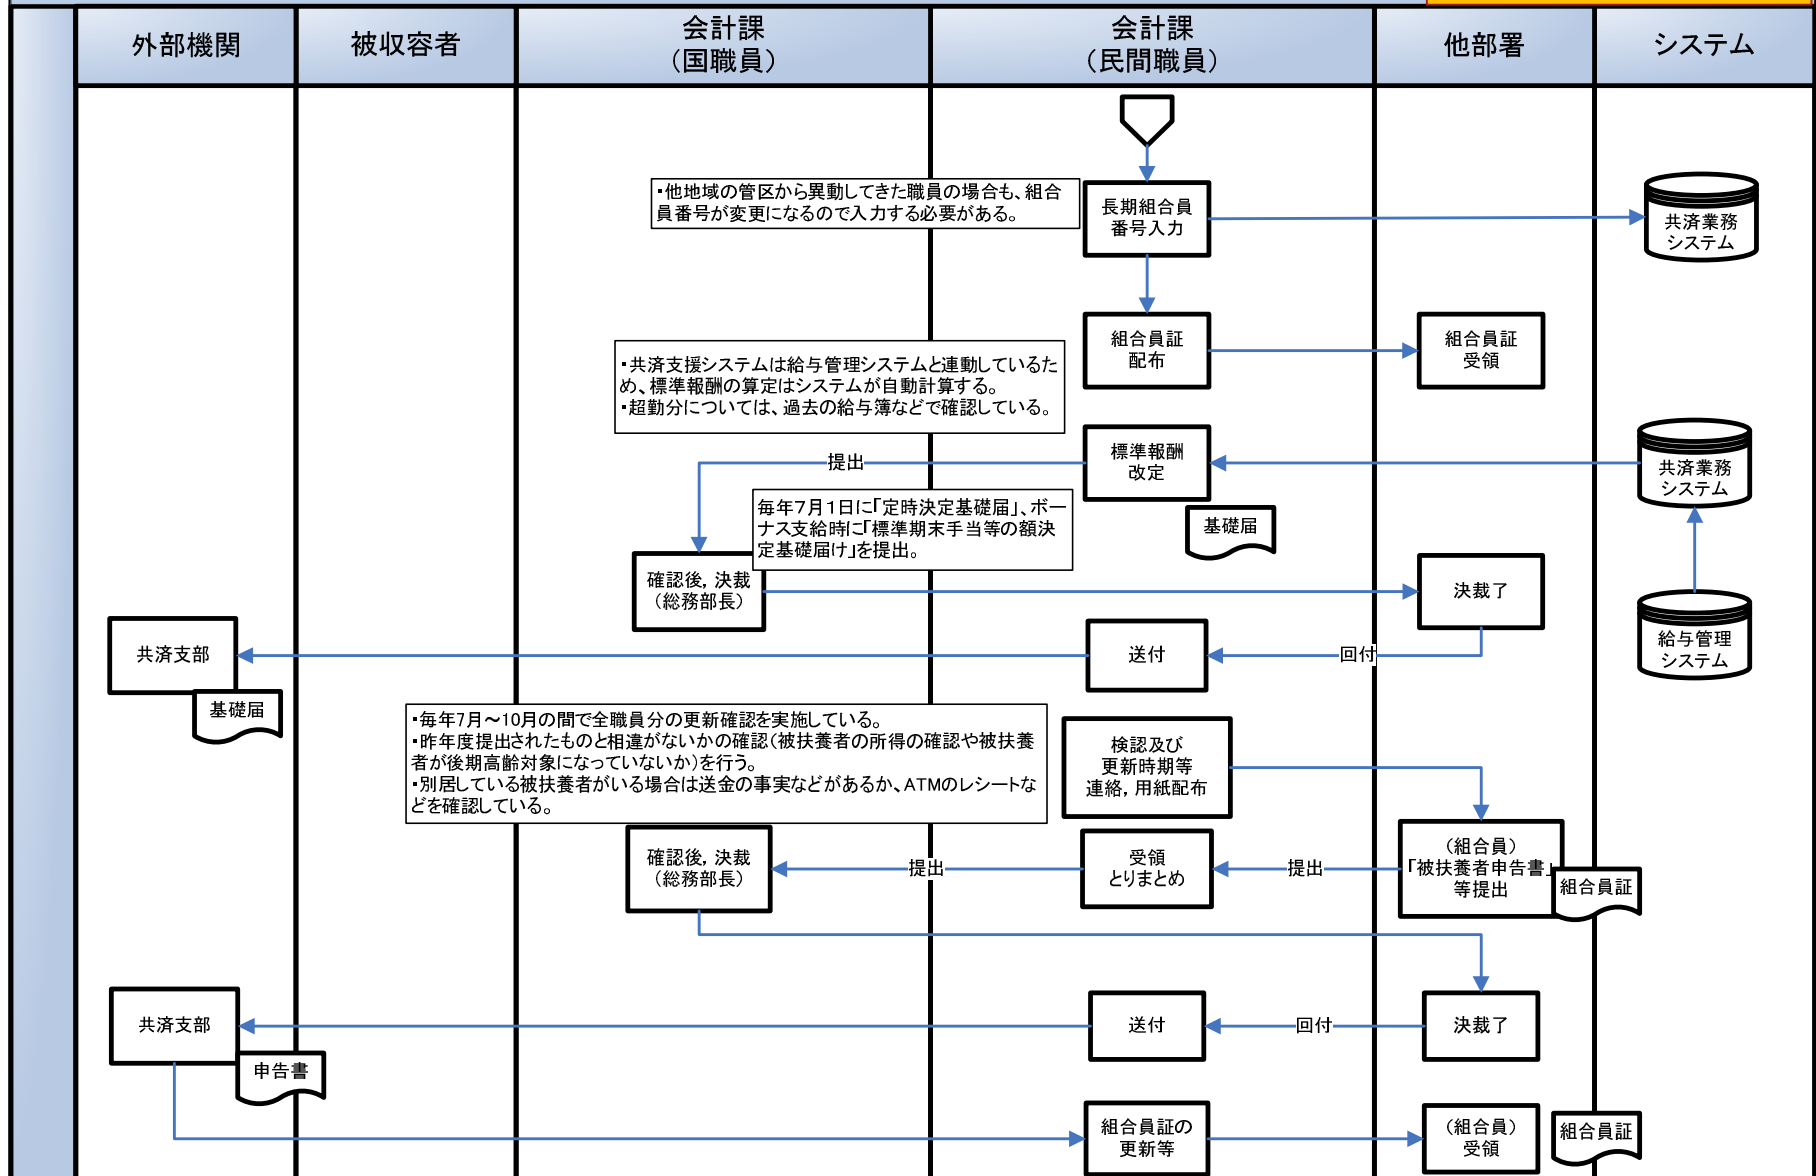 外部機関
被収容者
会計課
（国職員）
会計課
（民間職員）
他部署
システム
・他地域の管区から異動してきた職員の場合も、組合
員番号が変更になるので入力する必要がある。
長期組合員
番号入力
共済業務
システム
組合員証
配布
組合員証
受領
・共済支援システムは給与管理システムと連動しているた
め、標準報酬の算定はシステムが自動計算する。
・超勤分については、過去の給与簿などで確認している。
標準報酬
改定
提出
共済業務
システム
毎年7月1日に「定時決定基礎届」、ボー
ナス支給時に「標準期末手当等の額決
定基礎届け」を提出。
基礎届
確認後，決裁
（総務部長）
決裁了
給与管理
システム
共済支部
送付
回付
基礎届
・毎年7月～10月の間で全職員分の更新確認を実施している。
・昨年度提出されたものと相違がないかの確認（被扶養者の所得の確認や被扶養
者が後期高齢対象になっていないか）を行う。
・別居している被扶養者がいる場合は送金の事実などがあるか、ATMのレシートな
どを確認している。
検認及び
更新時期等
連絡，用紙配布
確認後，決裁
（総務部長）
提出
受領
とりまとめ
提出
（組合員）
「被扶養者申告書」
等提出
組合員証
共済支部
送付
回付
決裁了
申告書
組合員証の
更新等
（組合員）
受領
組合員証